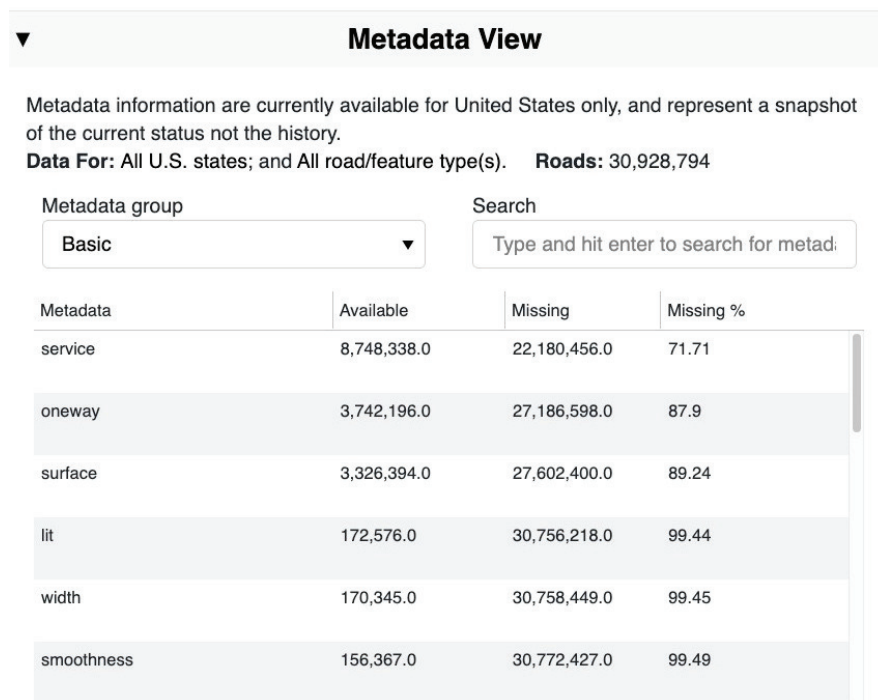 ▼ Metadata View
Metadata information are currently available for United States only, and represent a snapshot
of the current status not the history.
Data For: All U.S. states; and All road/feature type(s). Roads: 30,928,794
Metadata group Search
Basic ▼ Type and hit enter to search for metad
Metadata Available Missing Missing %
service 8,748,338.0 22,180,456.0 71.71
oneway 3,742,196.0 27,186,598.0 87.9
surface 3,326,394.0 27,602,400.0 89.24
lit 172,576.0 30,756,218.0 99.44
width 170,345.0 30,758,449.0 99.45
smoothness 156,367.0 30,772,427.0 99.49